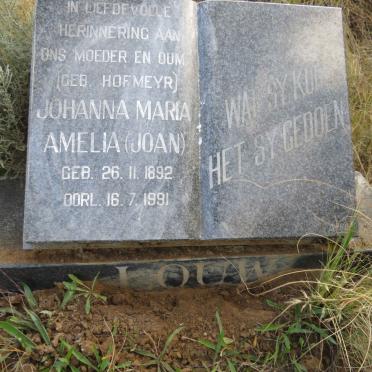 IN LIEFDEVOLLE
HERINNERING AAN
ONS MOEDER EN OUM
(GEB. HOFMEYR)
JOHANNA MARIA
AMELIA (JOAN)
GEB. 26. 11. 1892
OORL. 16. 7. 1991
WAT SY KON
HET SY GEDOEN
LOUW